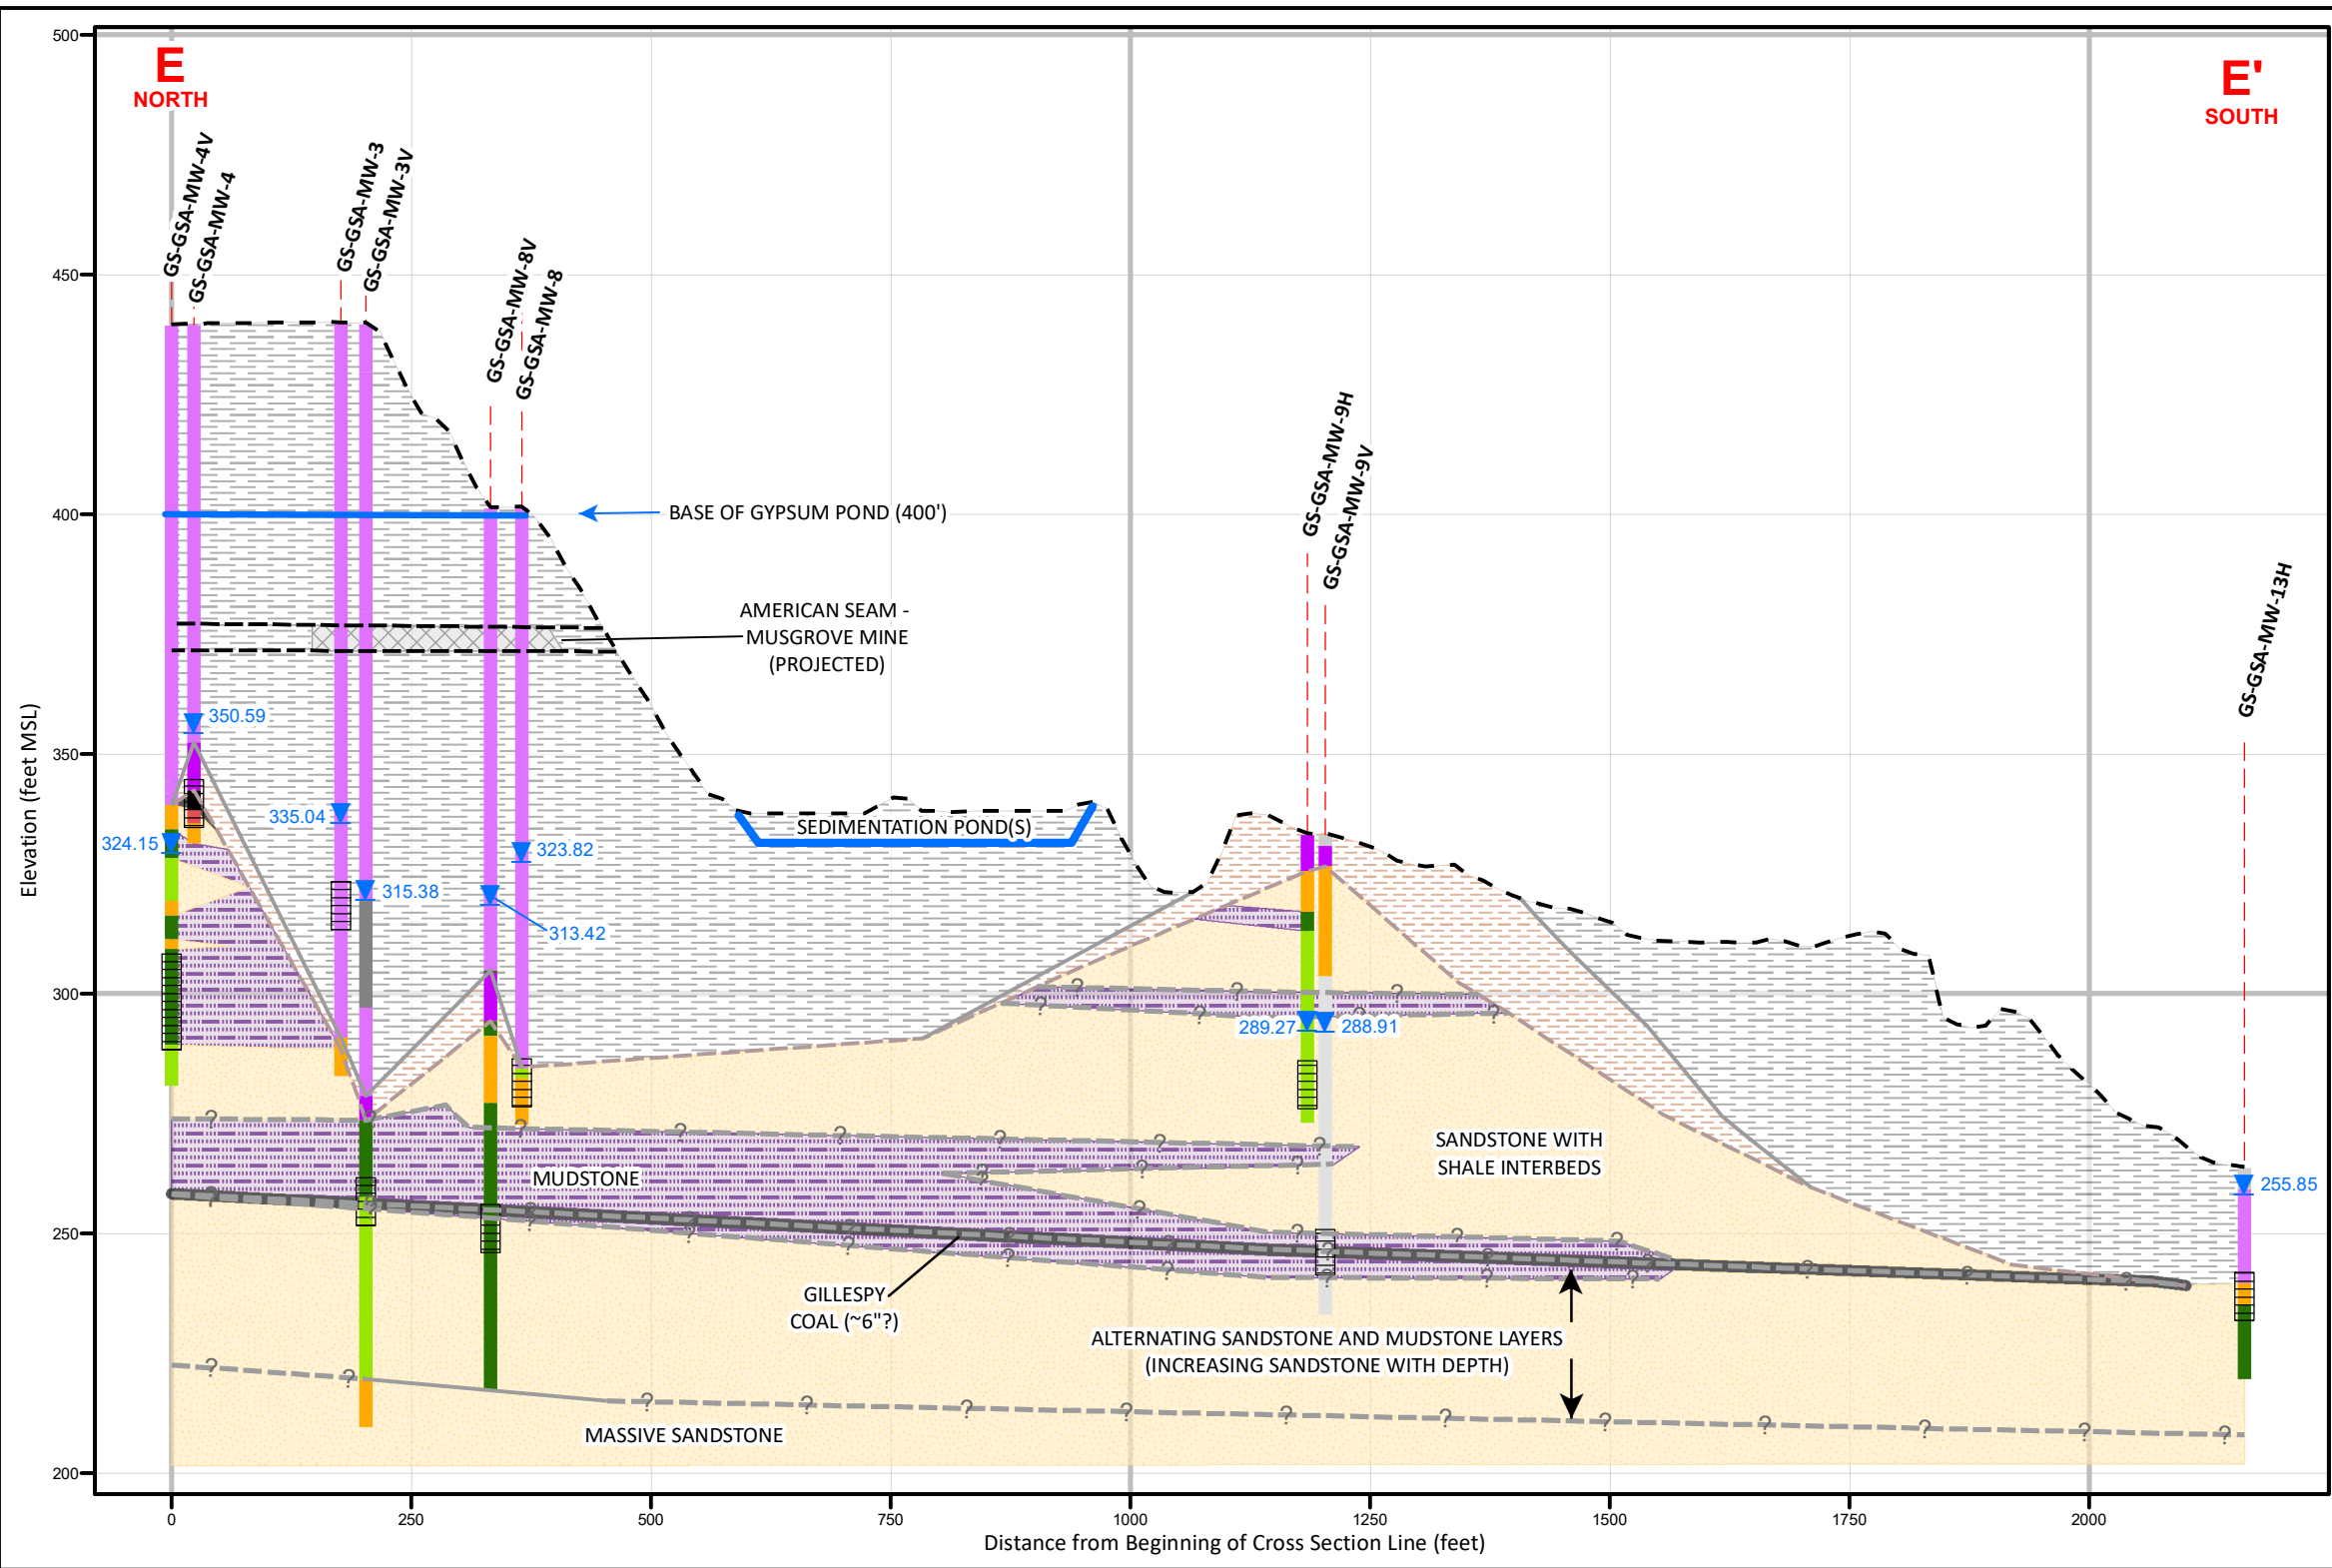 E
NORTH
E'
SOUTH
GS-GSA-MW-4V
GS-GSA-MW-4
GS-GSA-MW-3
GS-GSA-MW-3V
GS-GSA-MW-8V
GS-GSA-MW-8
GS-GSA-MW-9H
GS-GSA-MW-9V
GS-GSA-MW-13H
500
450
400
350
300
250
200
Elevation (feet MSL)
BASE OF GYPSUM POND (400')
AMERICAN SEAM -
MUSGROVE MINE
(PROJECTED)
350.59
335.04
324.15
323.82
315.38
313.42
SEDIMENTATION POND(S)
289.27
288.91
255.85
SANDSTONE WITH
SHALE INTERBEDS
MUDSTONE
GILLESPY
COAL (~6"?)
ALTERNATING SANDSTONE AND MUDSTONE LAYERS
(INCREASING SANDSTONE WITH DEPTH)
MASSIVE SANDSTONE
0
250
500
750
1000
1250
1500
1750
2000
Distance from Beginning of Cross Section Line (feet)